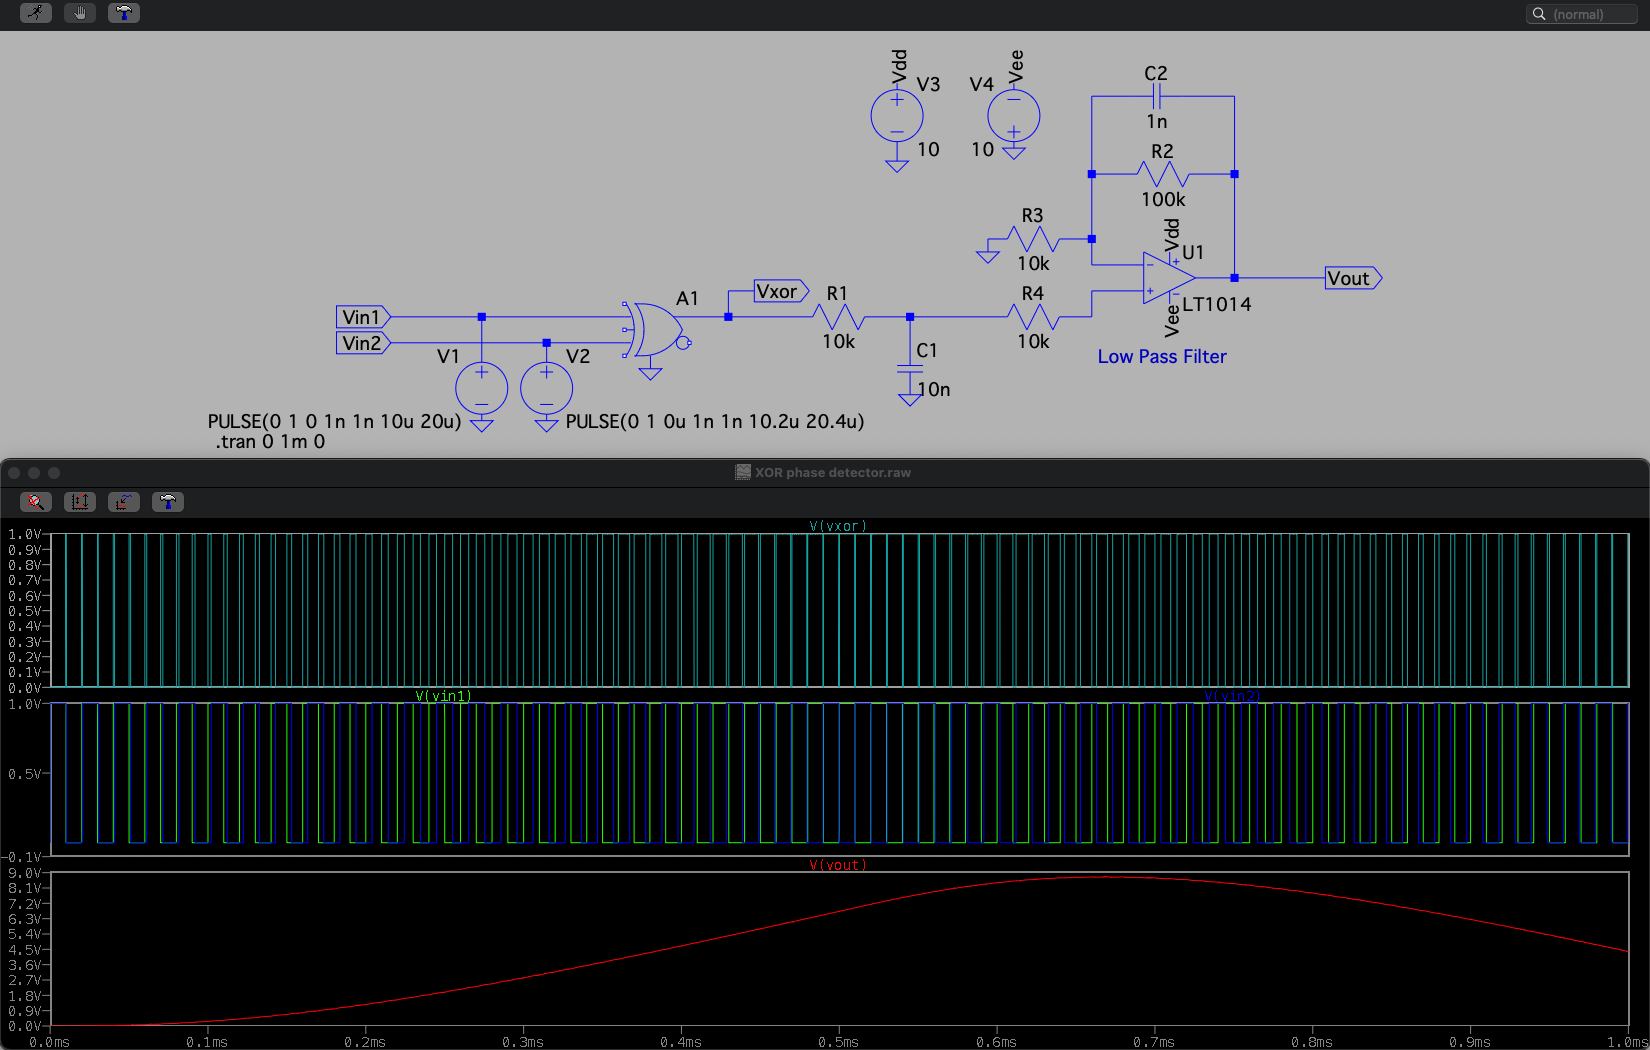 (normal)
Vdd
V3
10
V4
Vee
10
C2
1n
R2
100k
R3
10k
Vdd
U1
LT1014
Vee
Vout
Low Pass Filter
Vin1
Vin2
A1
Vxor
R1
10k
R4
10k
C1
10n
V1
V2
PULSE(0 1 0 1n 1n 10u 20u)
PULSE(0 1 0u 1n 1n 10.2u 20.4u)
.tran 0 1m 0
XOR phase detector.raw
V(vxor)
1.0V
0.9V
0.8V
0.7V
0.6V
0.5V
0.4V
0.3V
0.2V
0.1V
0.0V
V(vin1)
V(vin2)
1.0V
0.5V
-0.1V
V(vout)
9.0V
8.1V
7.2V
6.3V
5.4V
4.5V
3.6V
2.7V
1.8V
0.9V
0.0V
0.0ms 0.1ms 0.2ms 0.3ms 0.4ms 0.5ms 0.6ms 0.7ms 0.8ms 0.9ms 1.0ms